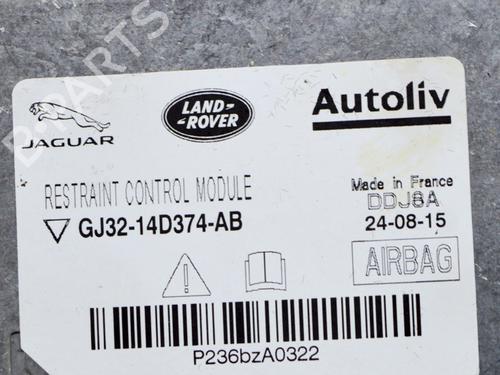 B-PARTS
JAGUAR
LAND-
ROVER
Autoliv
RESTRAINT CONTROL MODULE
Made in France
DDJ8A
GJ32-14D374-AB
24-08-15
AIRBAG
P236bzA0322